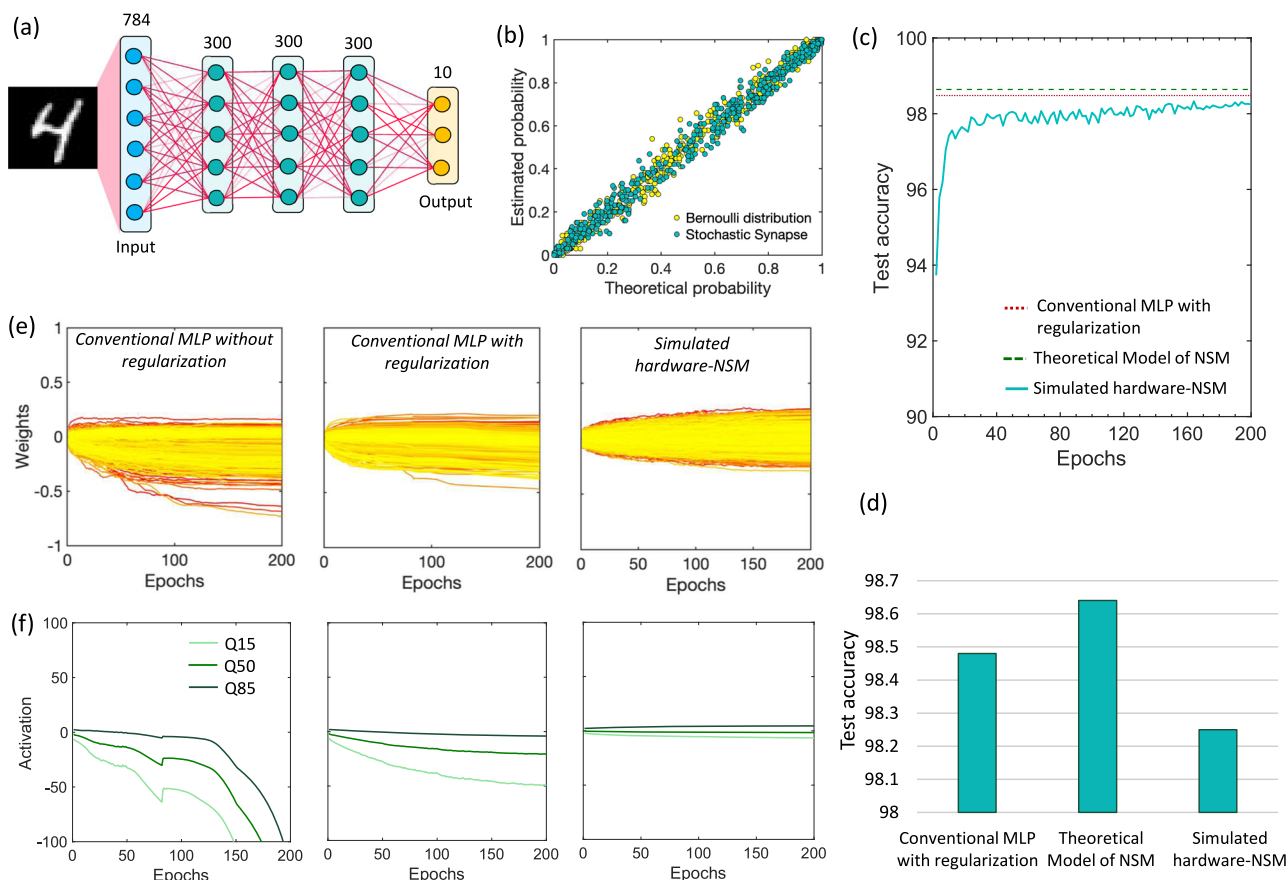 (a)
784
300
300
300
10
Input
Output
(b)
Estimated probability
1
0.8
0.6
0.4
0.2
0
Bernoulli distribution
Stochastic Synapse
0
0.2
0.4
0.6
0.8
1
Theoretical probability
(c)
Test accuracy
100
98
96
94
92
90
Conventional MLP with
regularization
Theoretical Model of NSM
Simulated hardware-NSM
0
40
80
120
160
200
Epochs
(e)
Weights
1
0.5
0
-0.5
-1
Conventional MLP without
regularization
0
100
200
Epochs
Conventional MLP with
regularization
0
100
200
Epochs
Simulated
hardware-NSM
0
50
100
150
200
Epochs
(d)
Test accuracy
98.7
98.6
98.5
98.4
98.3
98.2
98.1
98
Conventional MLP
with regularization
Theoretical
Model of NSM
Simulated
hardware-NSM
(f)
Activation
100
50
0
-50
-100
Q15
Q50
Q85
0
50
100
150
200
Epochs
0
50
100
150
200
Epochs
0
50
100
150
200
Epochs